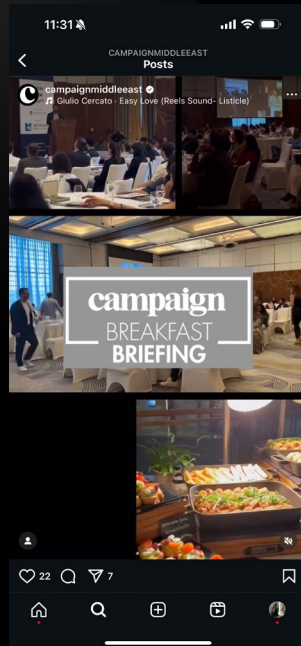 11:31
CAMPAIGNMIDDLEEAST
Posts
campaignmiddleeast
Giulio Cercato · Easy Love (Reels Sound- Listicle)
campaign
BREAKFAST
BRIEFING
22
7